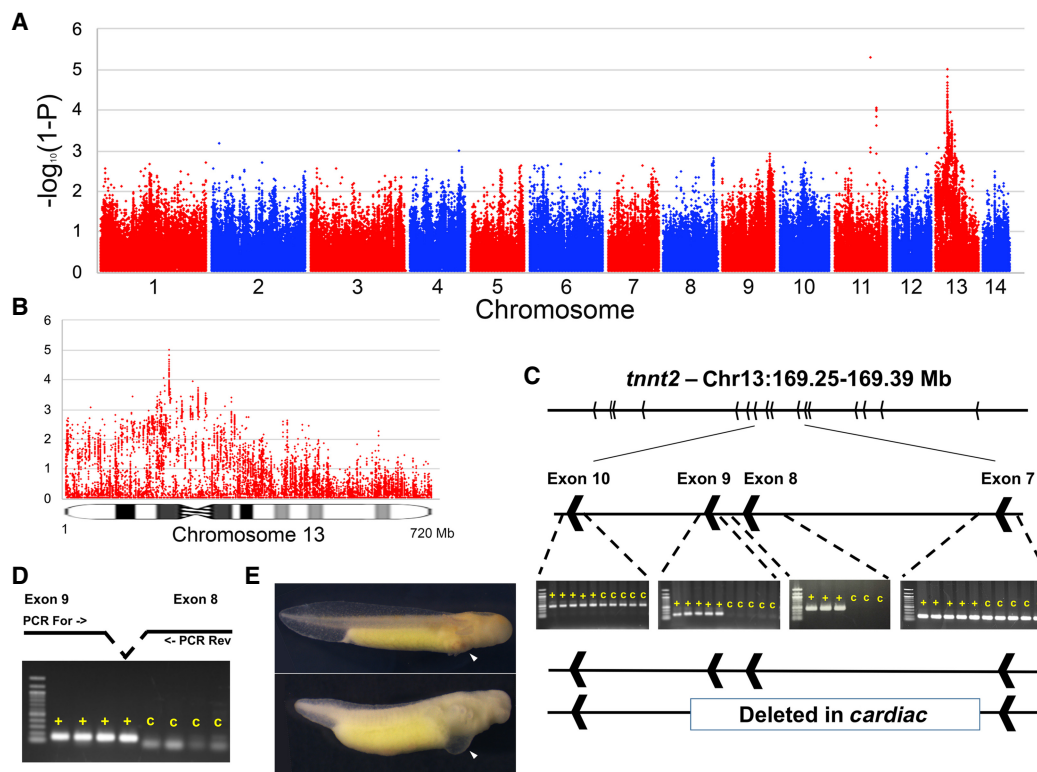 A
6
5
4
3
2
1
0
-log₁₀(1-P)
1 2 3 4 5 6 7 8 9 10 11 12 13 14
Chromosome
B
6
5
4
3
2
1
0
1
720 Mb
Chromosome 13
C
tnnt2 – Chr13:169.25-169.39 Mb
Exon 10 Exon 9 Exon 8 Exon 7
+ + + + + c c c c c
+ + + + + c c c c c
+ + + c c c
+ + + + + c c c c c
Deleted in cardiac
D
Exon 9 Exon 8
PCR For ->
<- PCR Rev
+ + + + c c c c
E